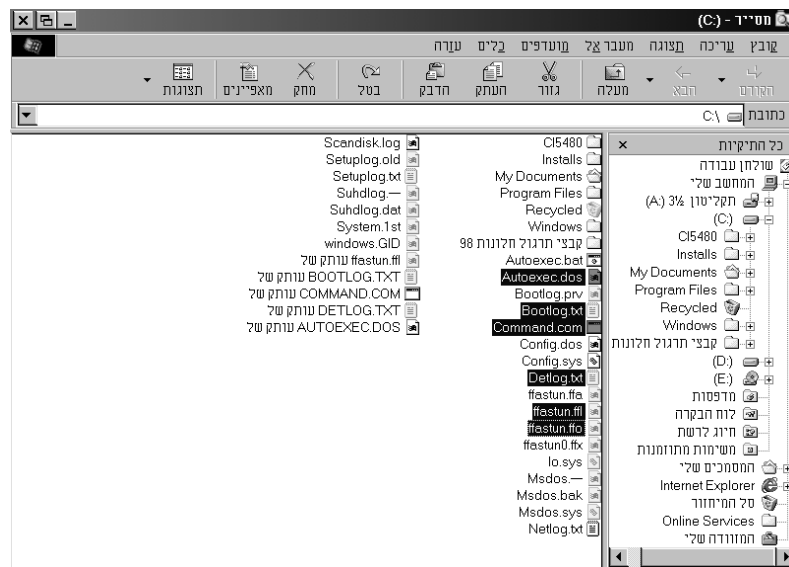 מסייר - (C:)
קובץ עריכה תצוגה מעבר אל מועדפים כלים עזרה
הקודם הבא מעלה גזור העתק הדבק בטל מחק מאפיינים תצוגות
כתובת C:\
כל התיקיות
שולחן עבודה
המחשב שלי
תקליטון 3½ (A:)
(C:)
CI5480
Installs
My Documents
Program Files
Recycled
Windows
קבצי תרגול חלונות
(D:)
(E:)
מדפסות
לוח הבקרה
חיוג לרשת
משימות מתוזמנות
המסמכים שלי
Internet Explorer
סל המיחזור
Online Services
המזוודה שלי
CI5480
Installs
My Documents
Program Files
Recycled
Windows
קבצי תרגול חלונות 98
Autoexec.bat
Autoexec.dos
Bootlog.prv
Bootlog.txt
Command.com
Config.dos
Config.sys
Detlog.txt
ffastun.ffa
ffastun.ffl
ffastun.ffo
ffastun0.ffx
Io.sys
Msdos.—
Msdos.bak
Msdos.sys
Netlog.txt
Scandisk.log
Setuplog.old
Setuplog.txt
Suhdlog.—
Suhdlog.dat
System.1st
windows.GID
עותק של ffastun.ffl
עותק של BOOTLOG.TXT
עותק של COMMAND.COM
עותק של DETLOG.TXT
עותק של AUTOEXEC.DOS